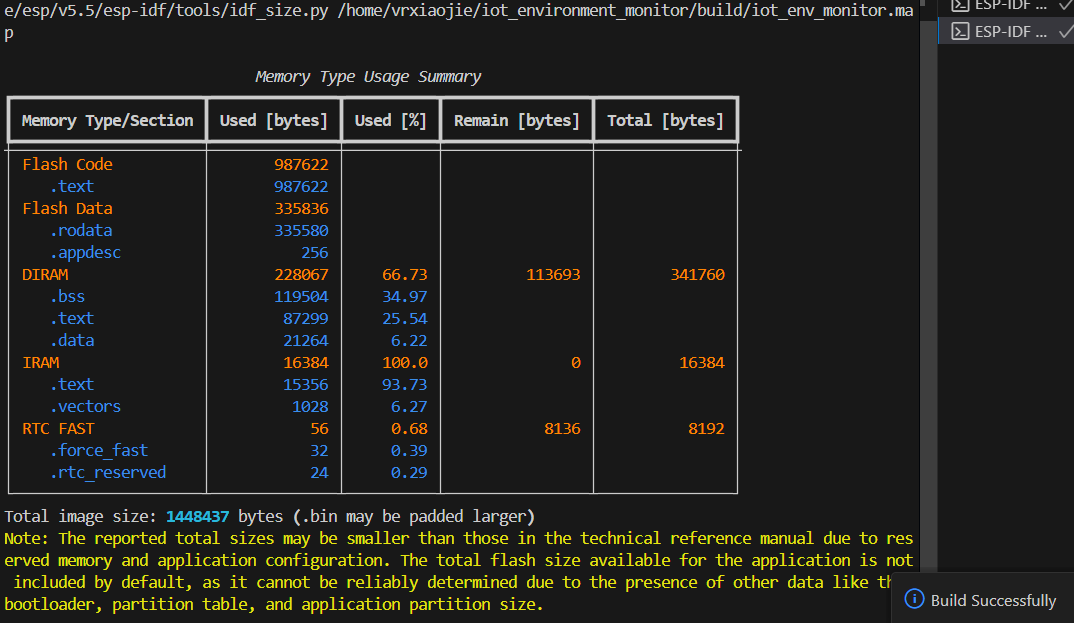 e/esp/v5.5/esp-idf/tools/idf_size.py /home/vrxiaojie/iot_environment_monitor/build/iot_env_monitor.ma
p
ESP-IDF ...
ESP-IDF ...
Memory Type Usage Summary
Memory Type/Section Used [bytes] Used [%] Remain [bytes] Total [bytes]
Flash Code 987622
.text 987622
Flash Data 335836
.rodata 335580
.appdesc 256
DIRAM 228067 66.73 113693 341760
.bss 119504 34.97
.text 87299 25.54
.data 21264 6.22
IRAM 16384 100.0 0 16384
.text 15356 93.73
.vectors 1028 6.27
RTC FAST 56 0.68 8136 8192
.force_fast 32 0.39
.rtc_reserved 24 0.29
Total image size: 1448437 bytes (.bin may be padded larger)
Note: The reported total sizes may be smaller than those in the technical reference manual due to res
erved memory and application configuration. The total flash size available for the application is not
included by default, as it cannot be reliably determined due to the presence of other data like
bootloader, partition table, and application partition size.
Build Successfully